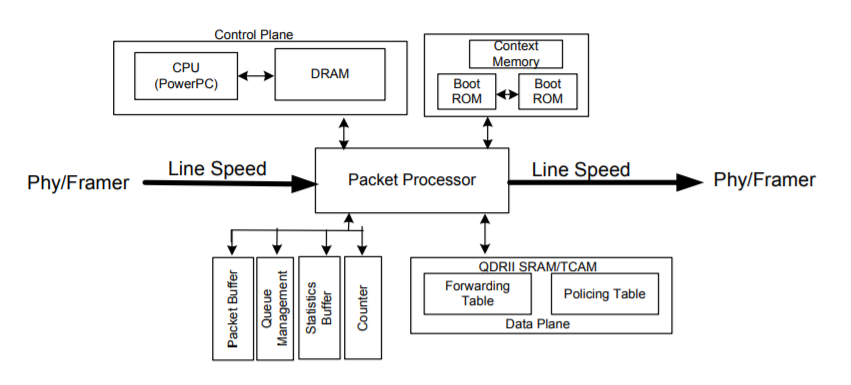 Control Plane
CPU
(PowerPC)
DRAM
Context
Memory
Boot
ROM
Boot
ROM
Phy/Framer
Line Speed
Packet Processor
Line Speed
Phy/Framer
Packet Buffer
Queue
Management
Statistics
Buffer
Counter
QDRII SRAM/TCAM
Forwarding
Table
Policing Table
Data Plane